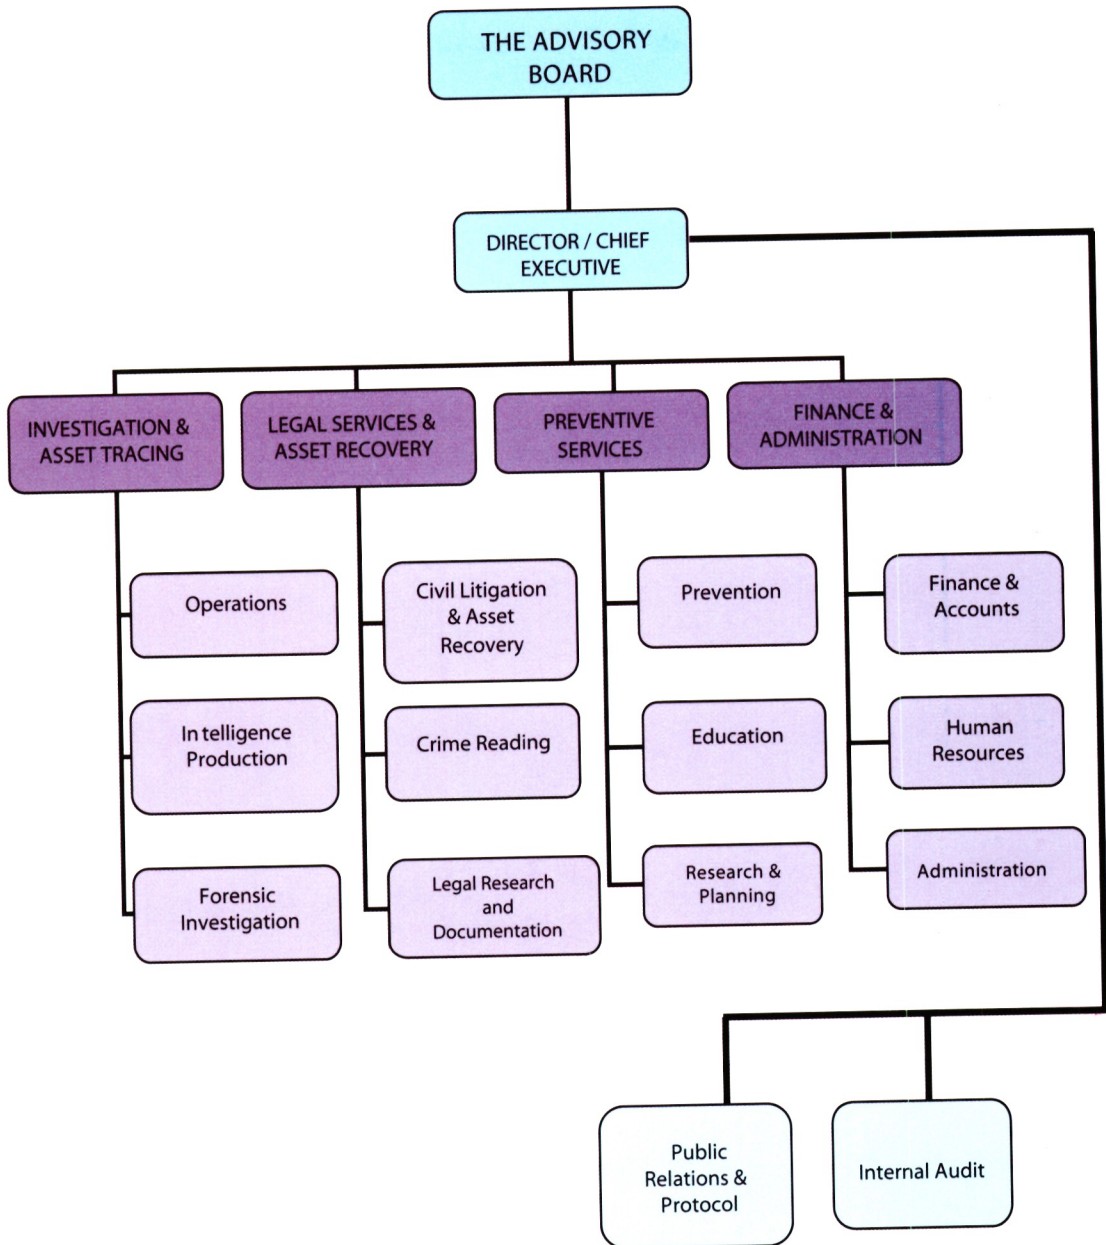 THE ADVISORY
BOARD
DIRECTOR / CHIEF
EXECUTIVE
INVESTIGATION &
ASSET TRACING
LEGAL SERVICES &
ASSET RECOVERY
PREVENTIVE
SERVICES
FINANCE &
ADMINISTRATION
Operations
In telligence
Production
Forensic
Investigation
Civil Litigation
& Asset
Recovery
Crime Reading
Legal Research
and
Documentation
Prevention
Education
Research &
Planning
Finance &
Accounts
Human
Resources
Administration
Public
Relations &
Protocol
Internal Audit